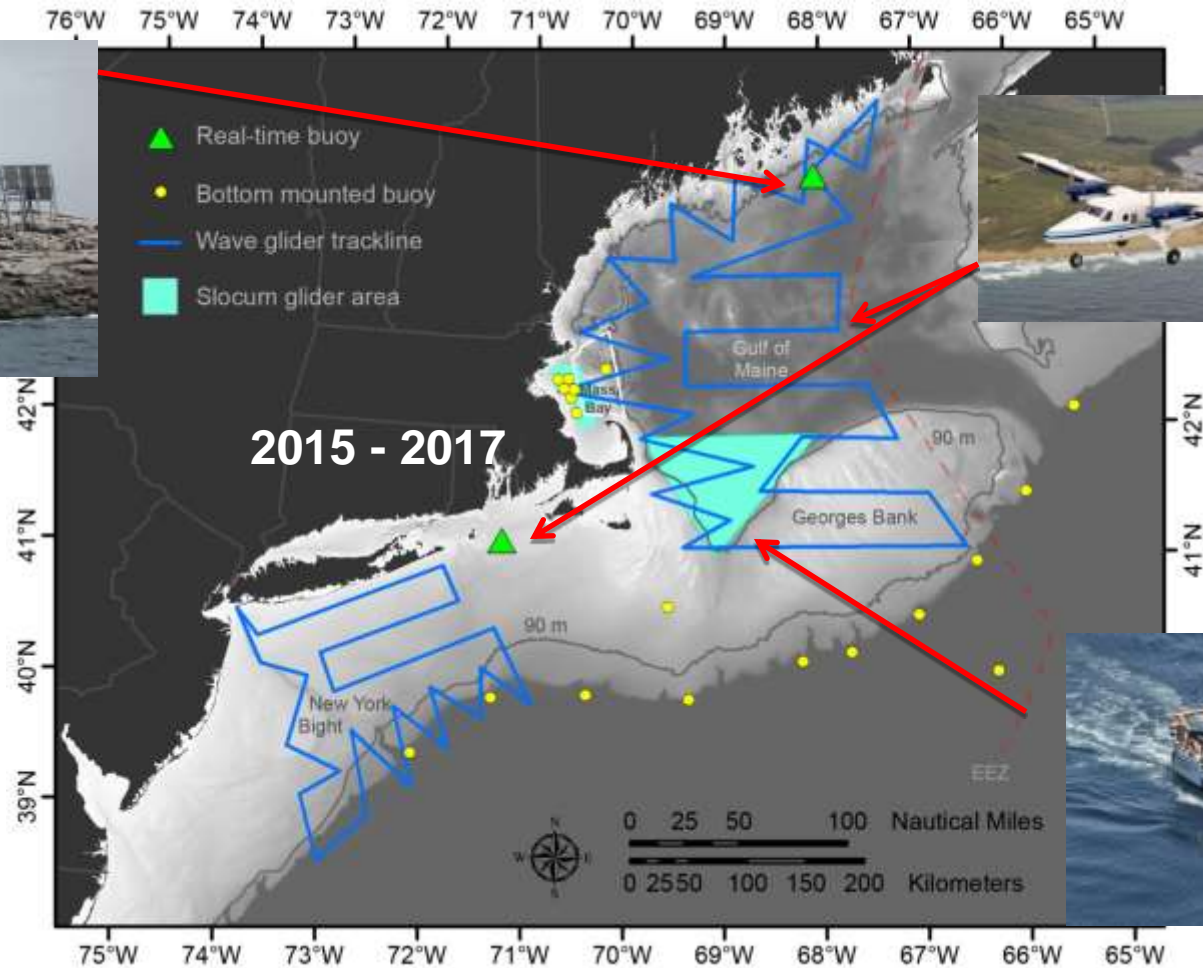 76°W 75°W 74°W 73°W 72°W 71°W 70°W 69°W 68°W 67°W 66°W 65°W
Real-time buoy
Bottom mounted buoy
Wave glider trackline
Slocum glider area
Gulf of
Maine
42°N
Mass
Bay
42°N
2015 - 2017
90 m
Georges Bank
41°N
41°N
90 m
40°N
40°N
New York
Bight
EEZ
39°N
N
W E
S
0 25 50 100 Nautical Miles
0 25 50 100 150 200 Kilometers
75°W 74°W 73°W 72°W 71°W 70°W 69°W 68°W 67°W 66°W 65°W